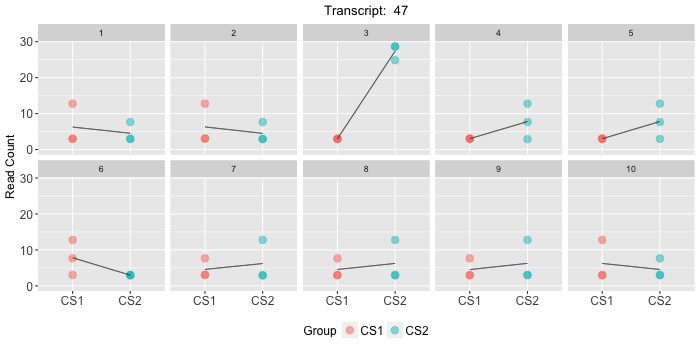 Transcript: 47
1 2 3 4 5
30
20
10
0
Read Count
6 7 8 9 10
30
20
10
0
CS1 CS2 CS1 CS2 CS1 CS2 CS1 CS2 CS1 CS2
Group CS1 CS2